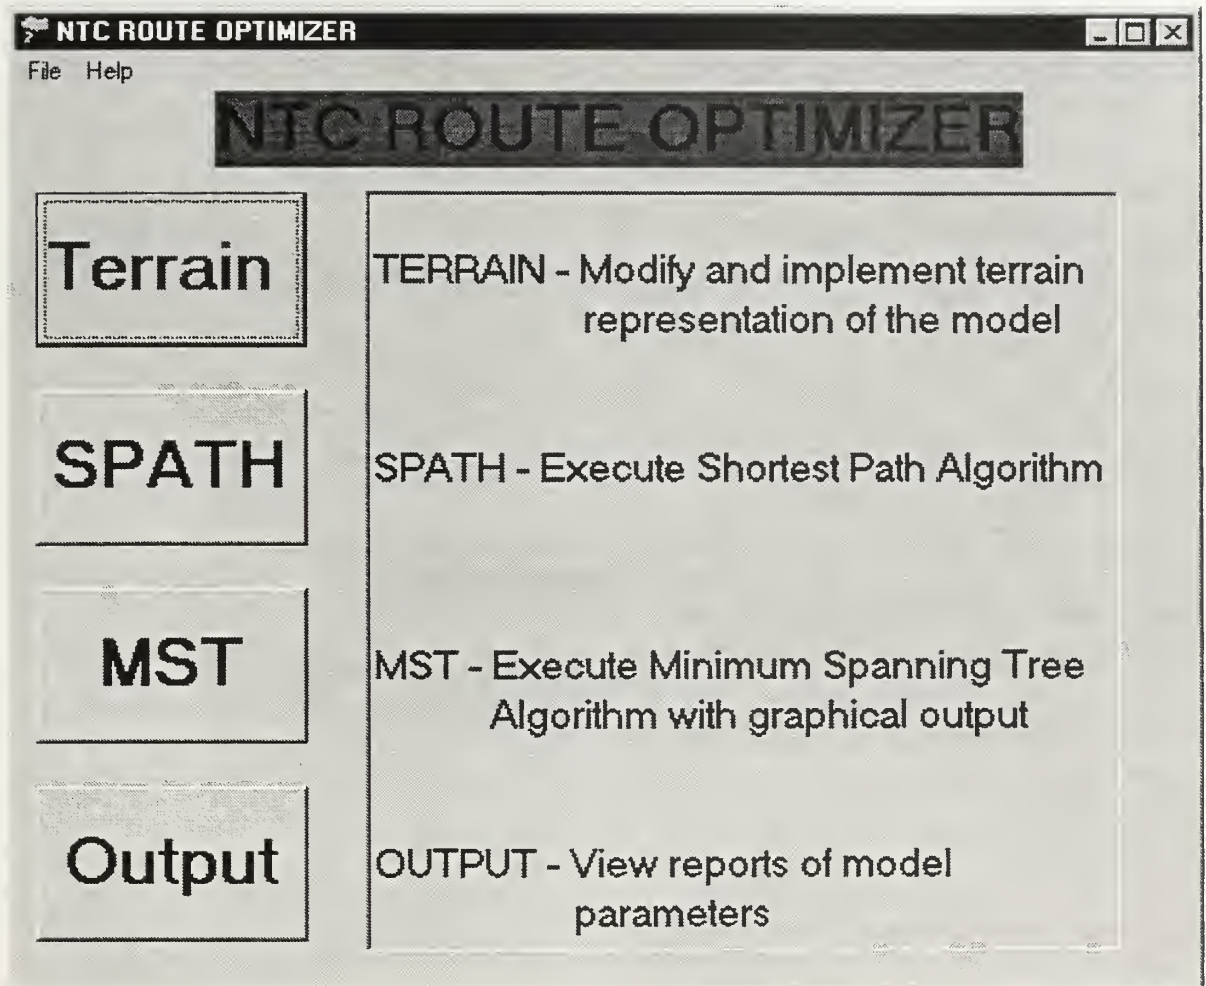 NTC ROUTE OPTIMIZER
File Help
NTC ROUTE OPTIMIZER
Terrain
TERRAIN - Modify and implement terrain
representation of the model
SPATH
SPATH - Execute Shortest Path Algorithm
MST
MST - Execute Minimum Spanning Tree
Algorithm with graphical output
Output
OUTPUT - View reports of model
parameters